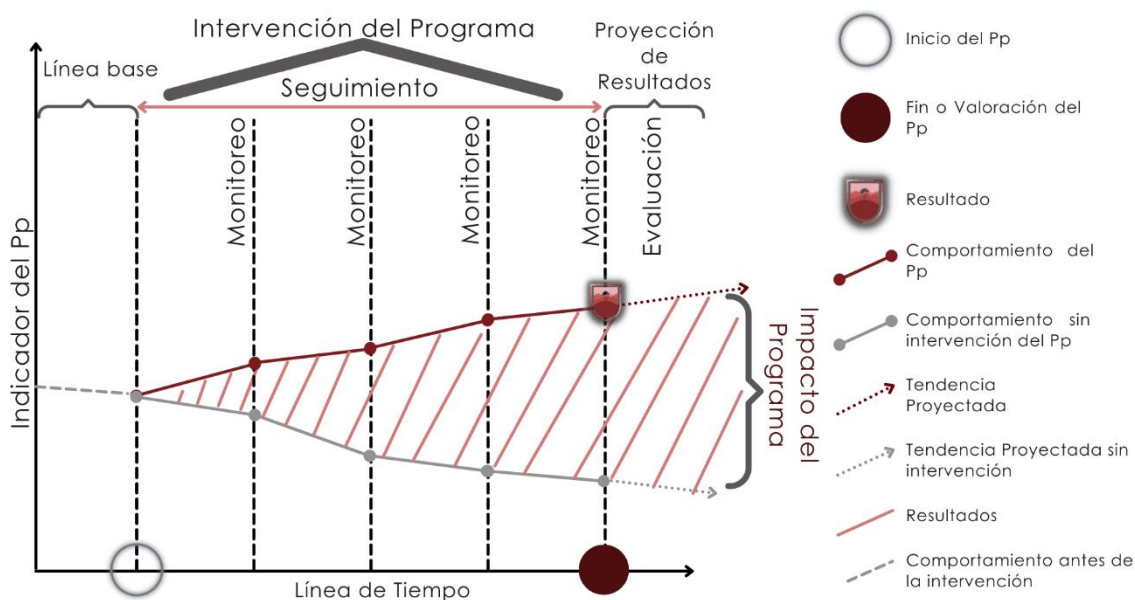 Intervención del Programa
Proyección
de
Resultados
Línea base
Seguimiento
Monitoreo
Monitoreo
Monitoreo
Monitoreo
Evaluación
Indicador del Pp
Impacto del
Programa
Línea de Tiempo
Inicio del Pp
Fin o Valoración del
Pp
Resultado
Comportamiento del
Pp
Comportamiento sin
intervención del Pp
Tendencia
Proyectada
Tendencia Proyectada sin
intervención
Resultados
Comportamiento antes de
la intervención